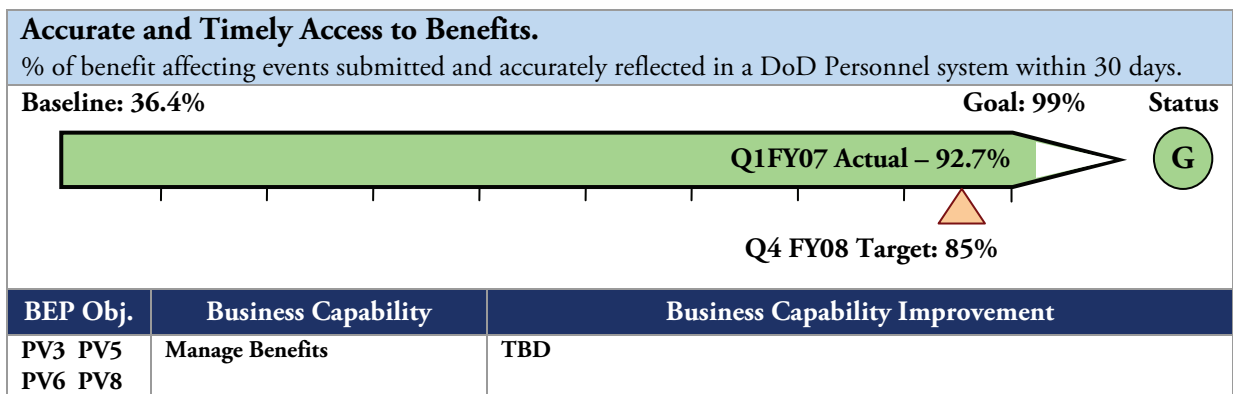 Accurate and Timely Access to Benefits.
% of benefit affecting events submitted and accurately reflected in a DoD Personnel system within 30 days.
Baseline: 36.4% Goal: 99% Status
Q1FY07 Actual – 92.7% G
Q4 FY08 Target: 85%
BEP Obj. Business Capability Business Capability Improvement
PV3 PV5 Manage Benefits TBD
PV6 PV8